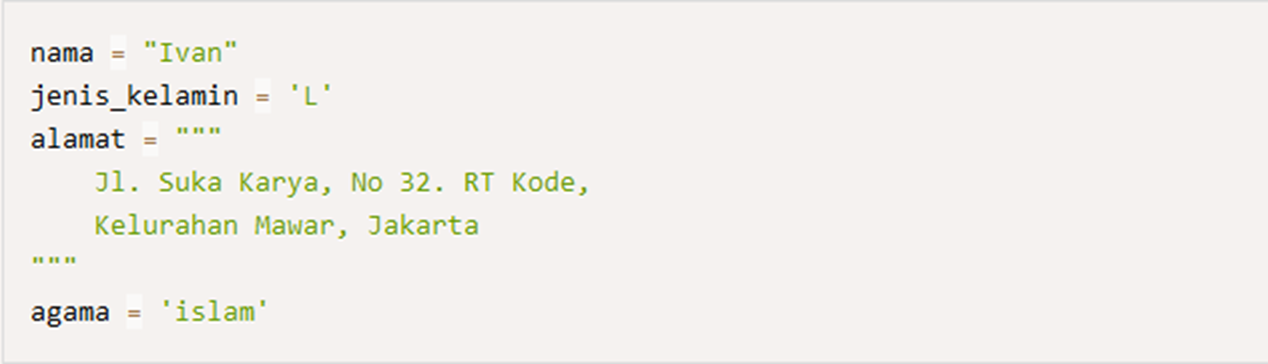 nama = "Ivan"
jenis_kelamin = 'L'
alamat = """
    Jl. Suka Karya, No 32. RT Kode,
    Kelurahan Mawar, Jakarta
"""
agama = 'islam'